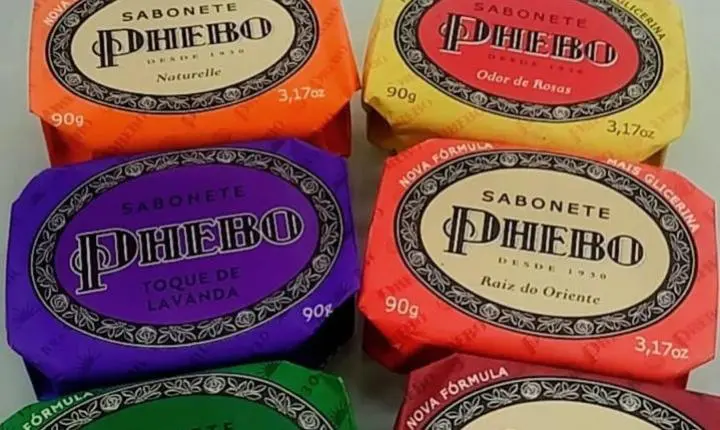 NOVA
SABONETE
PHEBO
DESDE 1930
Naturelle
90g
3,17oz
SABONETE
GLICERINA
PHEBO
DESDE 1930
Odor de Rosas
90g
3,17oz
SABONETE
PHEBO
TOQUE DE
LAVANDA
90g
NOVA FÓRMULA
MAIS GLICERINA
SABONETE
PHEBO
DESDE 1930
Raiz do Oriente
90g
3,17oz
FÓRMULA
SABONETE
NOVA FÓRMULA